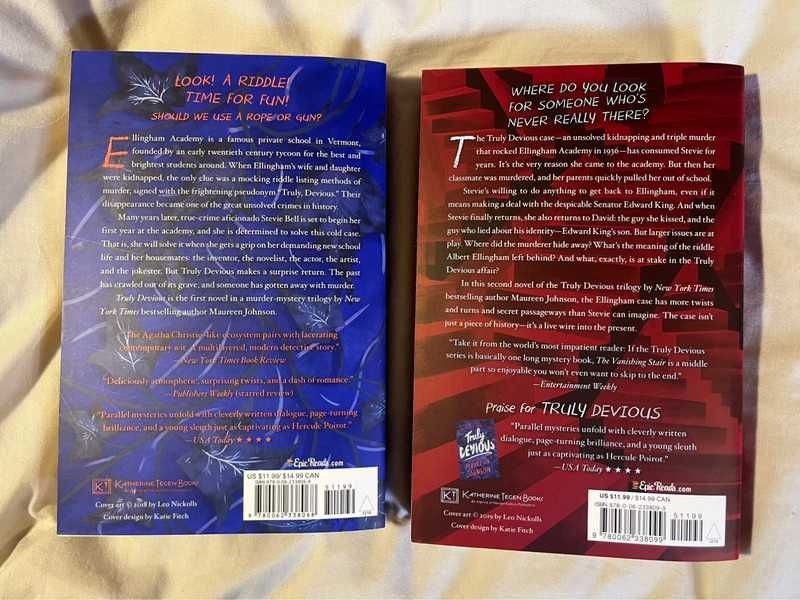 LOOK! A RIDDLE!
TIME FOR FUN!
SHOULD WE USE A ROPE OR GUN?
Ellingham Academy is a famous private school in Vermont,
founded by an early twentieth century tycoon for the best and
brightest students around. When Ellingham's wife and daughter
were kidnapped, the only clue was a mocking riddle listing methods of
murder, signed with the frightening pseudonym "Truly, Devious." Their
disappearance became one of the great unsolved crimes in history.
Many years later, true-crime aficionado Stevie Bell is set to begin her
first year at the academy, and she is determined to solve this cold case.
That is, she will solve it when she gets a grip on her demanding new school
life and her housemates: the inventor, the novelist, the actor, the artist,
and the jokester. But Truly Devious makes a surprise return. The past
has crawled out of its grave, and someone has gotten away with murder.
Truly Devious is the first novel in a murder-mystery trilogy by New
York Times bestselling author Maureen Johnson.
"The Agatha Christie-like ecosystem pairs with lacerating
contemporary wit. A multilayered, modern detective story."
New York Times Book Review
"Deliciously atmospheric, surprising twists, and a dash of romance."
—Publishers Weekly (starred review)
"Parallel mysteries unfold with cleverly written dialogue, page-turning
brilliance, and a young sleuth just as captivating as Hercule Poirot."
—USA Today ★ ★ ★ ★
EpicReads.com
KT KATHERINE TEGEN BOOKS
Cover art © 2018 by Leo Nickolls
Cover design by Katie Fitch
US $11.99 / $14.99 CAN
51199
9 780062 338068
WHERE DO YOU LOOK
FOR SOMEONE WHO'S
NEVER REALLY THERE?
The Truly Devious case—an unsolved kidnapping and triple murder
that rocked Ellingham Academy in 1936—has consumed Stevie for
years. It's the very reason she came to the academy. But then her
classmate was murdered, and her parents quickly pulled her out of school.
Stevie's willing to do anything to get back to Ellingham, even if it
means making a deal with the despicable Senator Edward King. And when
Stevie finally returns, she also returns to David: the guy she kissed, and the
guy who lied about his identity—Edward King's son. But larger issues are at
play. Where did the murderer hide away? What's the meaning of the riddle
Albert Ellingham left behind? And what, exactly, is at stake in the Truly
Devious affair?
In this second novel of the Truly Devious trilogy by New York Times
bestselling author Maureen Johnson, the Ellingham case has more twists
and turns and secret passageways than Stevie can imagine. The case isn't
just a piece of history—it's a live wire into the present.
"Take it from the world's most impatient reader: If the Truly Devious
series is basically one long mystery book, The Vanishing Stair is a middle
part so enjoyable you won't even want to skip to the end."
—Entertainment Weekly
Praise for TRULY DEVIOUS
"Parallel mysteries unfold with cleverly written
dialogue, page-turning brilliance, and a young sleuth
just as captivating as Hercule Poirot."
—USA Today ★ ★ ★ ★
Truly
DEVIOUS
MAUREEN
JOHNSON
EpicReads.com
KT KATHERINE TEGEN BOOKS
Cover art © 2019 by Leo Nickolls
Cover design by Katie Fitch
US $11.99 / $14.99 CAN
ISBN 978-0-06-233809-9
51199
9 780062 338099